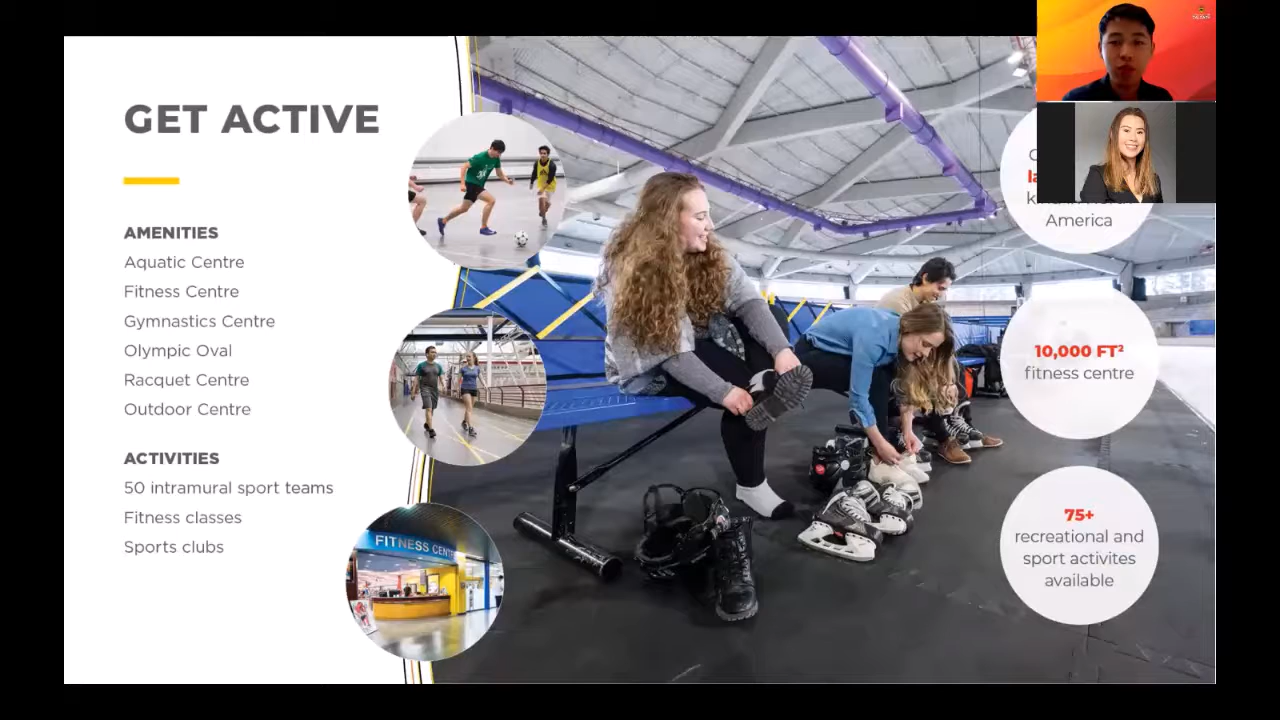 GET ACTIVE
AMENITIES
Aquatic Centre
Fitness Centre
Gymnastics Centre
Olympic Oval
Racquet Centre
Outdoor Centre
ACTIVITIES
50 intramural sport teams
Fitness classes
Sports clubs
FITNESS
America
10,000 FT²
fitness centre
75+
recreational and
sport activites
available